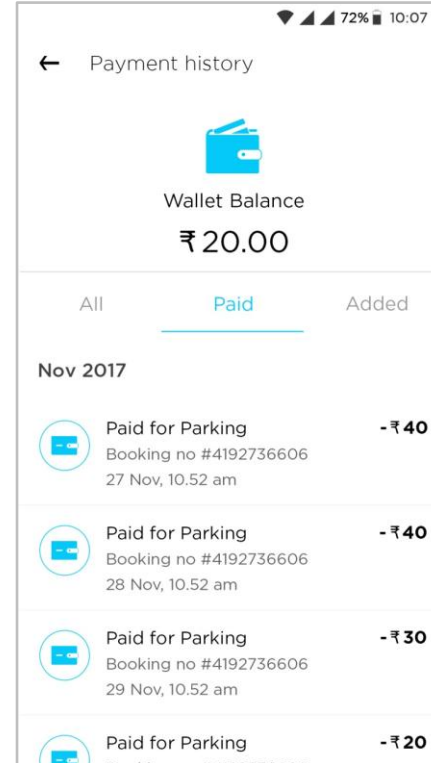 72% 10:07
← Payment history
Wallet Balance
₹20.00
All Paid Added
Nov 2017
Paid for Parking -₹40
Booking no #4192736606
27 Nov, 10.52 am
Paid for Parking -₹40
Booking no #4192736606
28 Nov, 10.52 am
Paid for Parking -₹30
Booking no #4192736606
29 Nov, 10.52 am
Paid for Parking -₹20